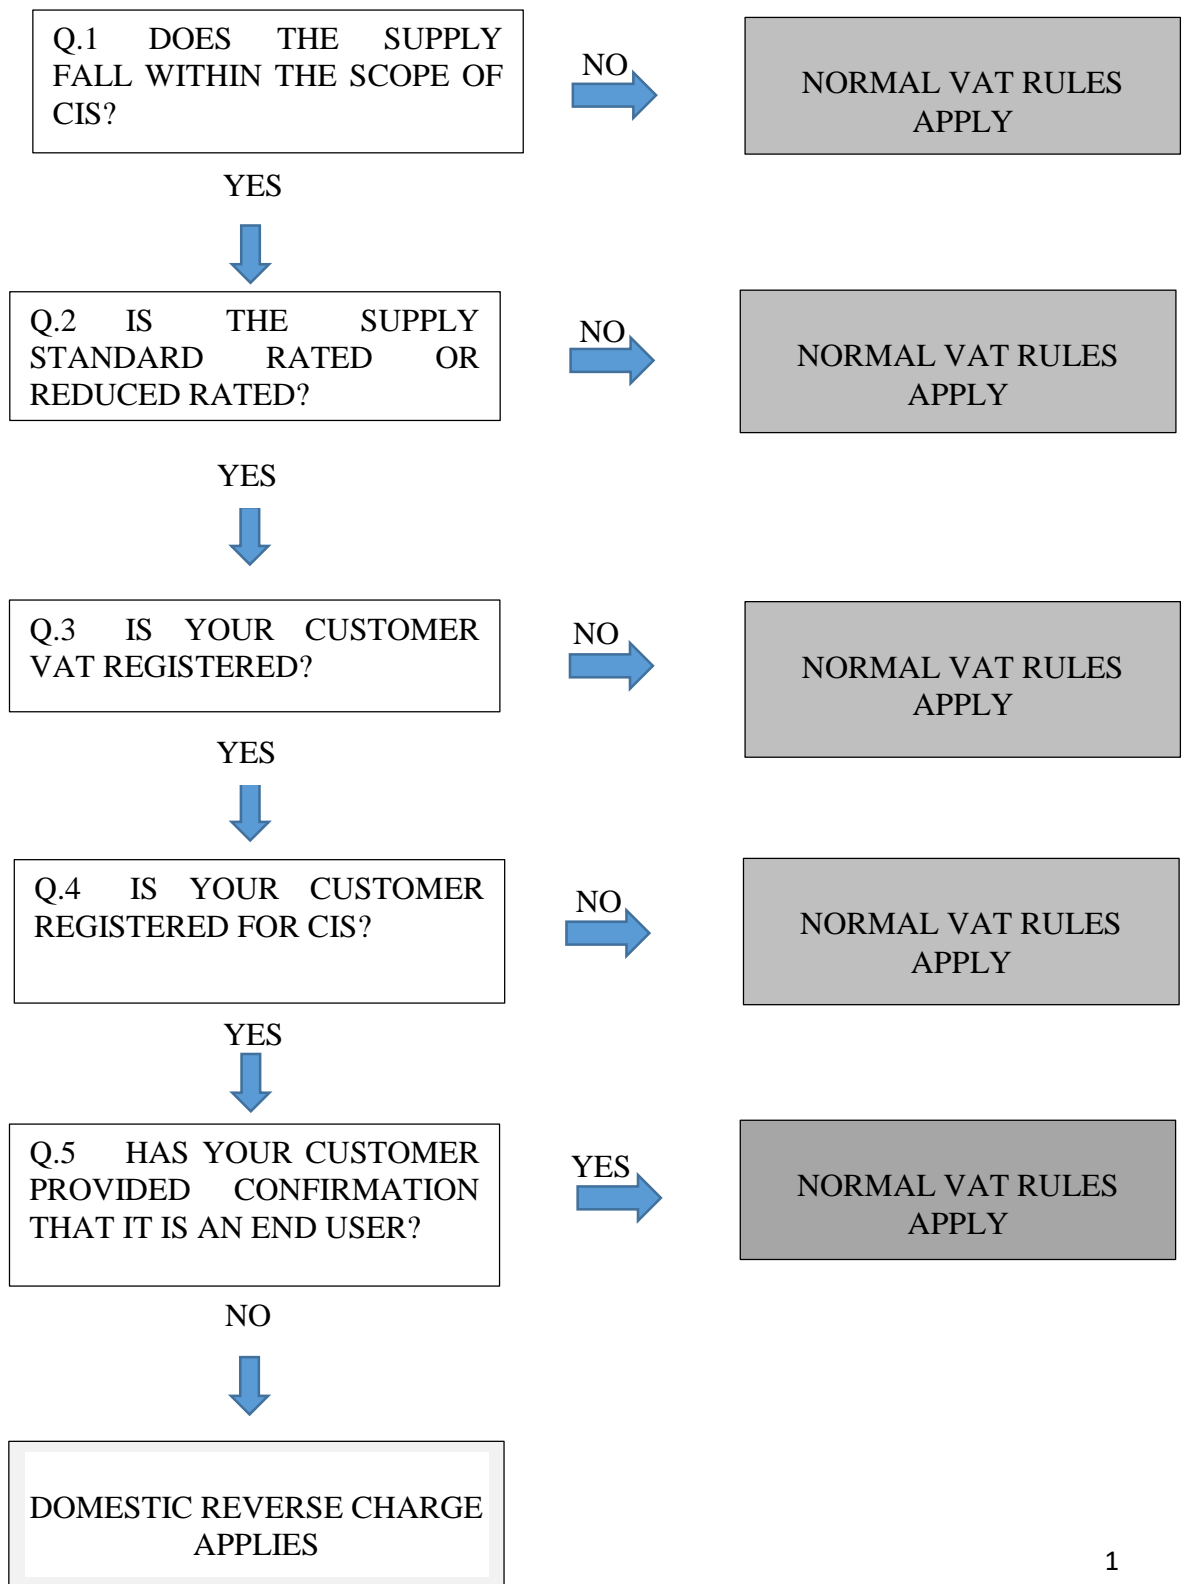 Q.1 DOES THE SUPPLY
FALL WITHIN THE SCOPE OF
CIS?
NO
NORMAL VAT RULES
APPLY
YES
Q.2 IS THE SUPPLY
STANDARD RATED OR
REDUCED RATED?
NO
NORMAL VAT RULES
APPLY
YES
Q.3 IS YOUR CUSTOMER
VAT REGISTERED?
NO
NORMAL VAT RULES
APPLY
YES
Q.4 IS YOUR CUSTOMER
REGISTERED FOR CIS?
NO
NORMAL VAT RULES
APPLY
YES
Q.5 HAS YOUR CUSTOMER
PROVIDED CONFIRMATION
THAT IT IS AN END USER?
YES
NORMAL VAT RULES
APPLY
NO
DOMESTIC REVERSE CHARGE
APPLIES
1